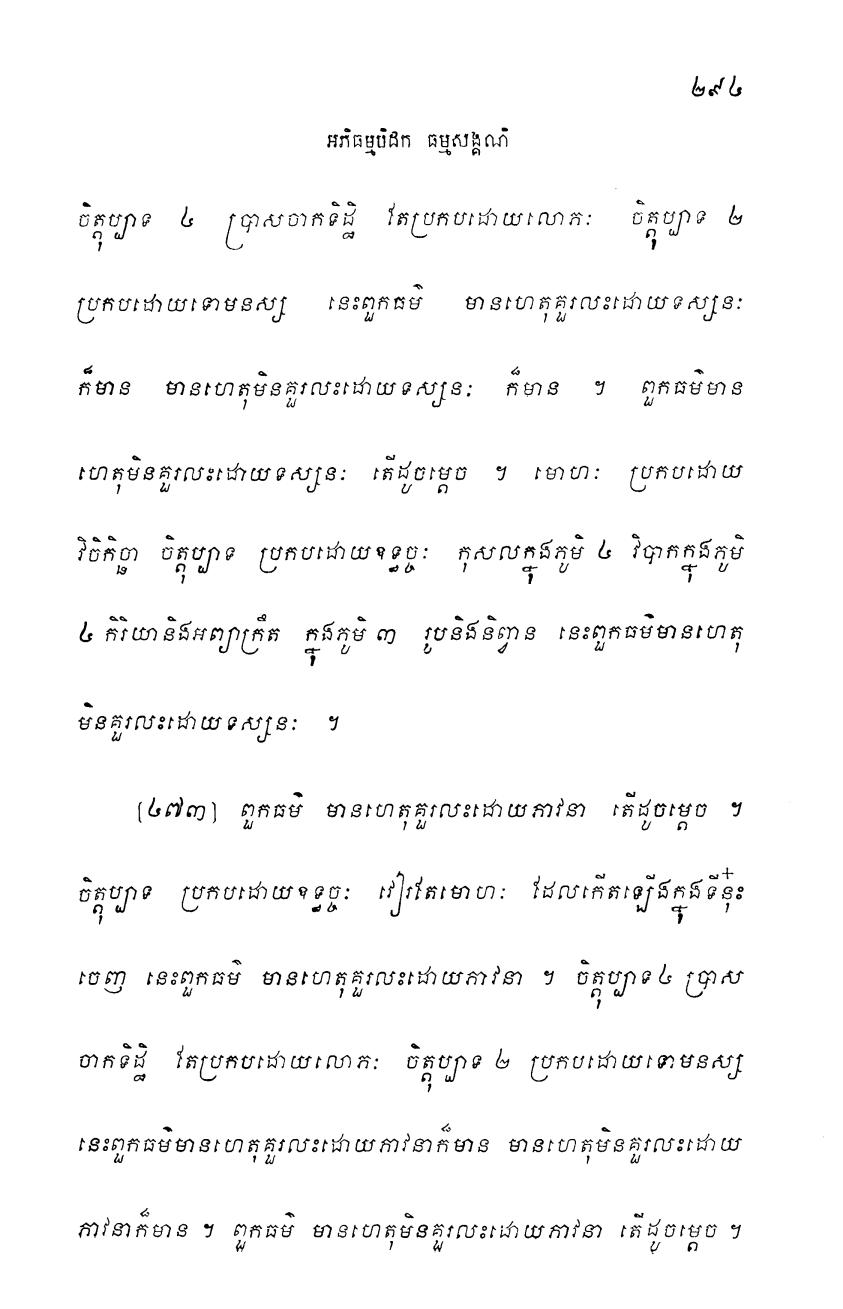 ២៩៤
អភិធម្មបិដក ធម្មសង្គណិ
ចិត្តុប្បាទ ៤ ប្រាសចាកទិដ្ឋិ តែប្រកបដោយលោភៈ ចិត្តុប្បាទ ២
ប្រកបដោយទោមនស្ស នេះពួកធម៌ មានហេតុគួរលះដោយទស្សនៈ
ក៏មាន មានហេតុមិនគួរលះដោយទស្សនៈ ក៏មាន ។ ពួកធម៌មាន
ហេតុមិនគួរលះដោយទស្សនៈ តើដូចម្តេច ។ មោហៈ ប្រកបដោយ
វិចិកិច្ឆា ចិត្តុប្បាទ ប្រកបដោយឧទ្ធច្ចៈ កុសលក្នុងភូមិ ៤ វិបាកក្នុងភូមិ
៤ កិរិយានិងអព្យាក្រឹត ក្នុងភូមិ ៣ រូបនិងនិព្វាន នេះពួកធម៌មានហេតុ
មិនគួរលះដោយទស្សនៈ ។
[៤៧៣] ពួកធម៌ មានហេតុគួរលះដោយភាវនា តើដូចម្តេច ។
ចិត្តុប្បាទ ប្រកបដោយឧទ្ធច្ចៈ វៀរតែមោហៈ ដែលកើតឡើងក្នុងទីនុ៎ះ
ចេញ នេះពួកធម៌ មានហេតុគួរលះដោយភាវនា ។ ចិត្តុប្បាទ៤ ប្រាស
ចាកទិដ្ឋិ តែប្រកបដោយលោភៈ ចិត្តុប្បាទ ២ ប្រកបដោយទោមនស្ស
នេះពួកធម៌មានហេតុគួរលះដោយភាវនាក៏មាន មានហេតុមិនគួរលះដោយ
ភាវនាក៏មាន ។ ពួកធម៌ មានហេតុមិនគួរលះដោយភាវនា តើដូចម្តេច ។